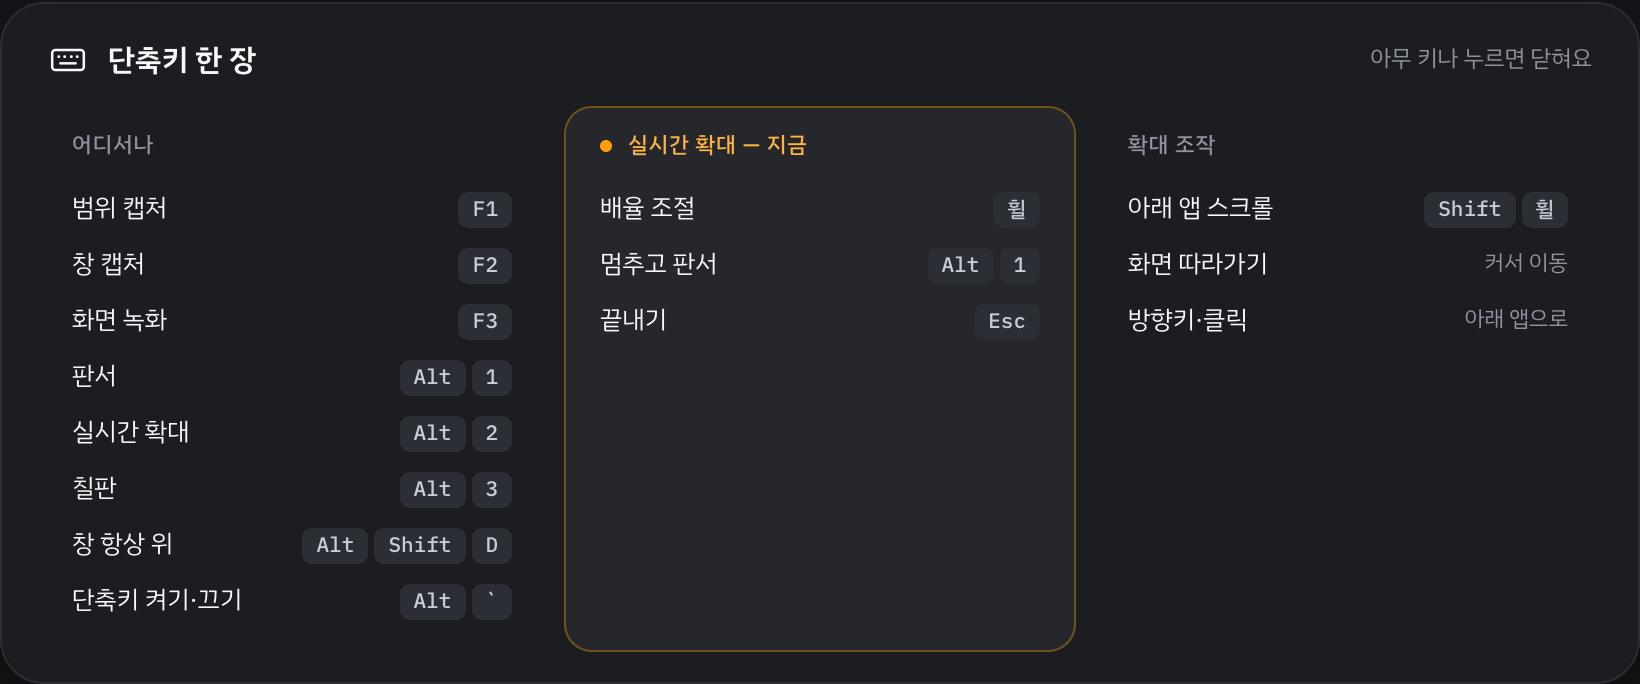 단축키 한 장
아무 키나 누르면 닫혀요
어디서나
범위 캡처 F1
창 캡처 F2
화면 녹화 F3
판서 Alt 1
실시간 확대 Alt 2
칠판 Alt 3
창 항상 위 Alt Shift D
단축키 켜기·끄기 Alt `
실시간 확대 — 지금
배율 조절 휠
멈추고 판서 Alt 1
끝내기 Esc
확대 조작
아래 앱 스크롤 Shift 휠
화면 따라가기 커서 이동
방향키·클릭 아래 앱으로